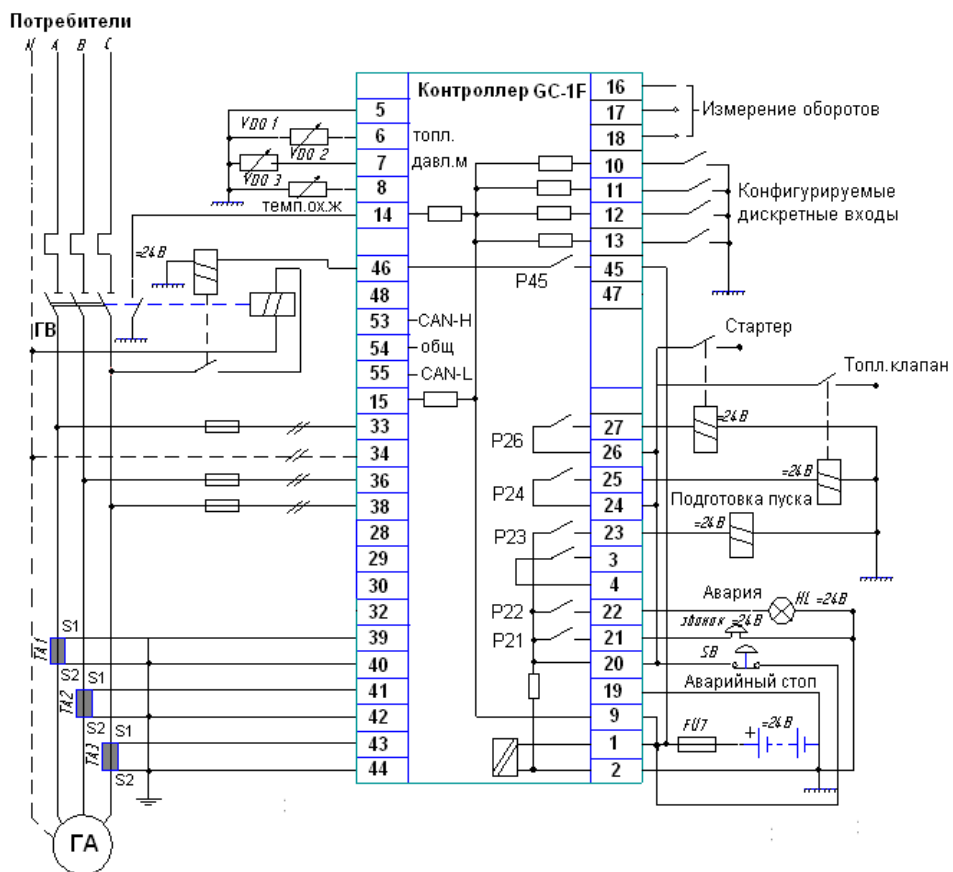 Потребители
N A B C
Контроллер GC-1F
16
5
17
Измерение оборотов
VDO 1
6
топл.
18
VDO 2
7
давл.м
10
VDO 3
8
11
Конфигурируемые
темп.ох.ж
14
12
дискретные входы
13
=24В
46
P45
45
48
47
ГВ
53
CAN-H
Стартер
54
общ
55
CAN-L
Топл.клапан
15
33
27
=24В
34
P26
26
36
25
=24В
38
P24
24
Подготовка пуска
28
P23
23
=24В
29
3
30
4
Авария
32
P22
22
HL =24В
S1
39
P21
21
звонок =24В
TA1
40
20
SB
S2
S1
41
19
Аварийный стоп
TA2
42
9
S2
S1
43
1
FU7
+
=24В
TA3
44
2
S2
ГА